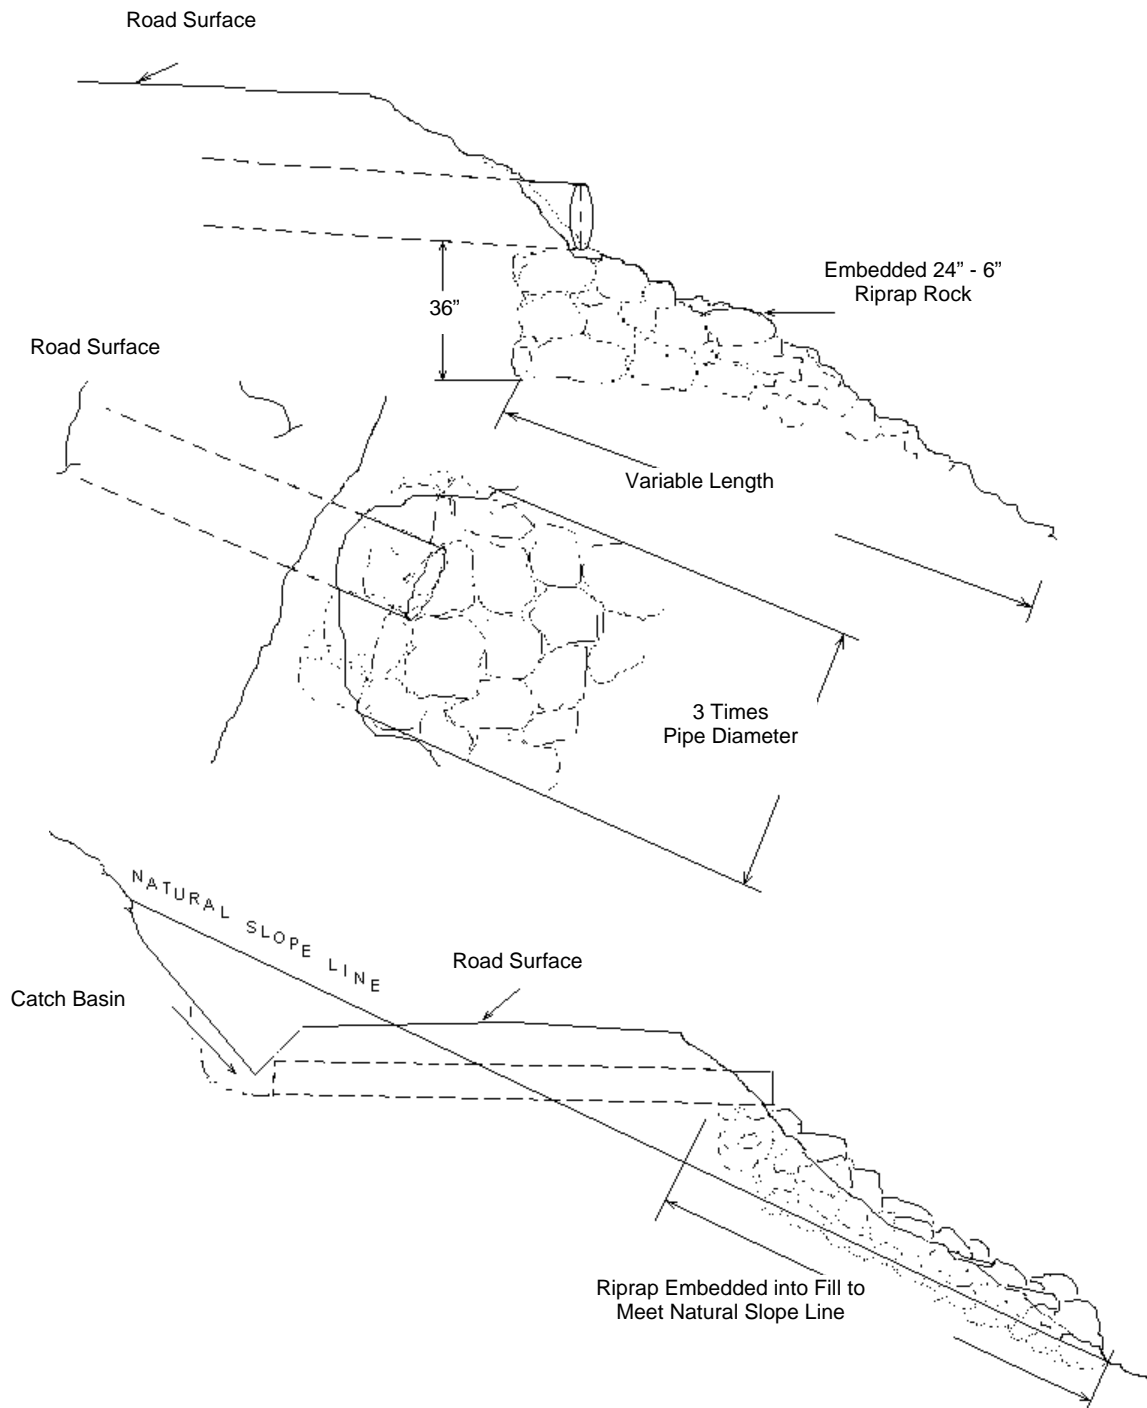 Road Surface
Embedded 24” - 6”
Riprap Rock
36”
Road Surface
Variable Length
3 Times
Pipe Diameter
NATURAL SLOPE LINE
Road Surface
Catch Basin
Riprap Embedded into Fill to
Meet Natural Slope Line